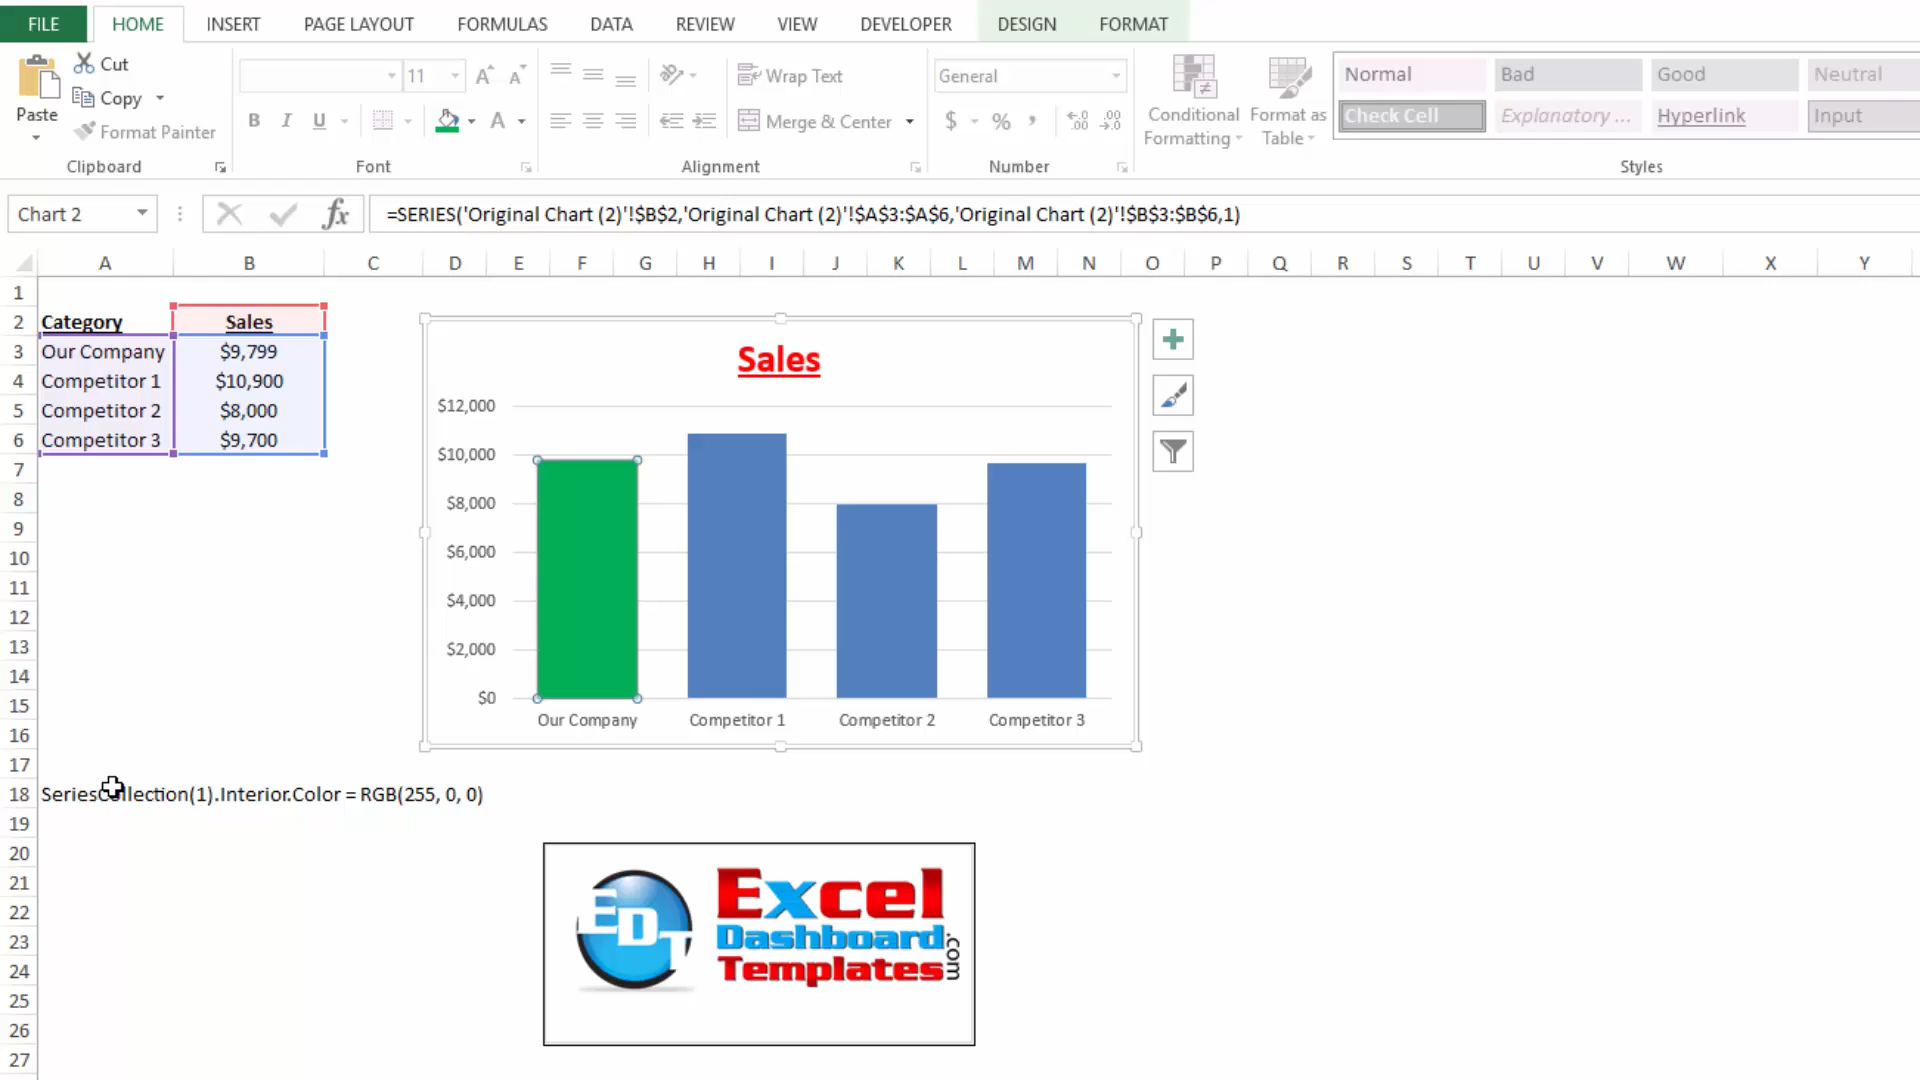 FILE HOME INSERT PAGE LAYOUT FORMULAS DATA REVIEW VIEW DEVELOPER DESIGN FORMAT
Paste
Cut
Copy
Format Painter
Clipboard
11
A A
B I U
A
Font
Wrap Text
Merge & Center
Alignment
General
$ % , .00 .00
Number
Conditional Formatting
Format as Table
Normal Bad Good Neutral
Check Cell Explanatory ... Hyperlink Input
Styles
Chart 2
fx
=SERIES('Original Chart (2)'!$B$2,'Original Chart (2)'!$A$3:$A$6,'Original Chart (2)'!$B$3:$B$6,1)
A B C D E F G H I J K L M N O P Q R S T U V W X Y
1
2 Category Sales
3 Our Company $9,799
4 Competitor 1 $10,900
5 Competitor 2 $8,000
6 Competitor 3 $9,700
7
8
9
10
11
12
13
14
15
16
17
18 SeriesCollection(1).Interior.Color = RGB(255, 0, 0)
19
20
21
22
23
24
25
26
27
Sales
$12,000
$10,000
$8,000
$6,000
$4,000
$2,000
$0
Our Company Competitor 1 Competitor 2 Competitor 3
EDT
Excel
Dashboard
Templates
.com